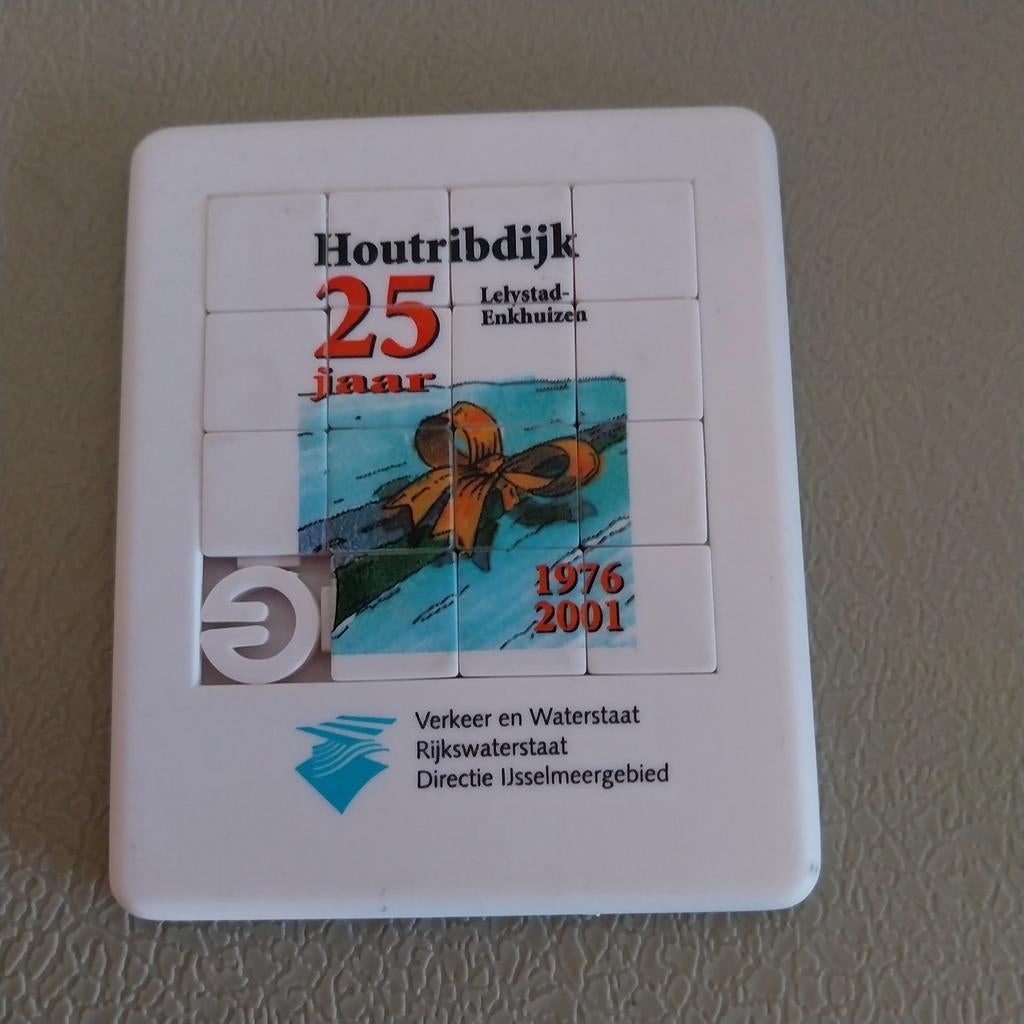 Houtribdijk
25
Lelystad-
Enkhuizen
jaar
1976
2001
Verkeer en Waterstaat
Rijkswaterstaat
Directie IJsselmeergebied